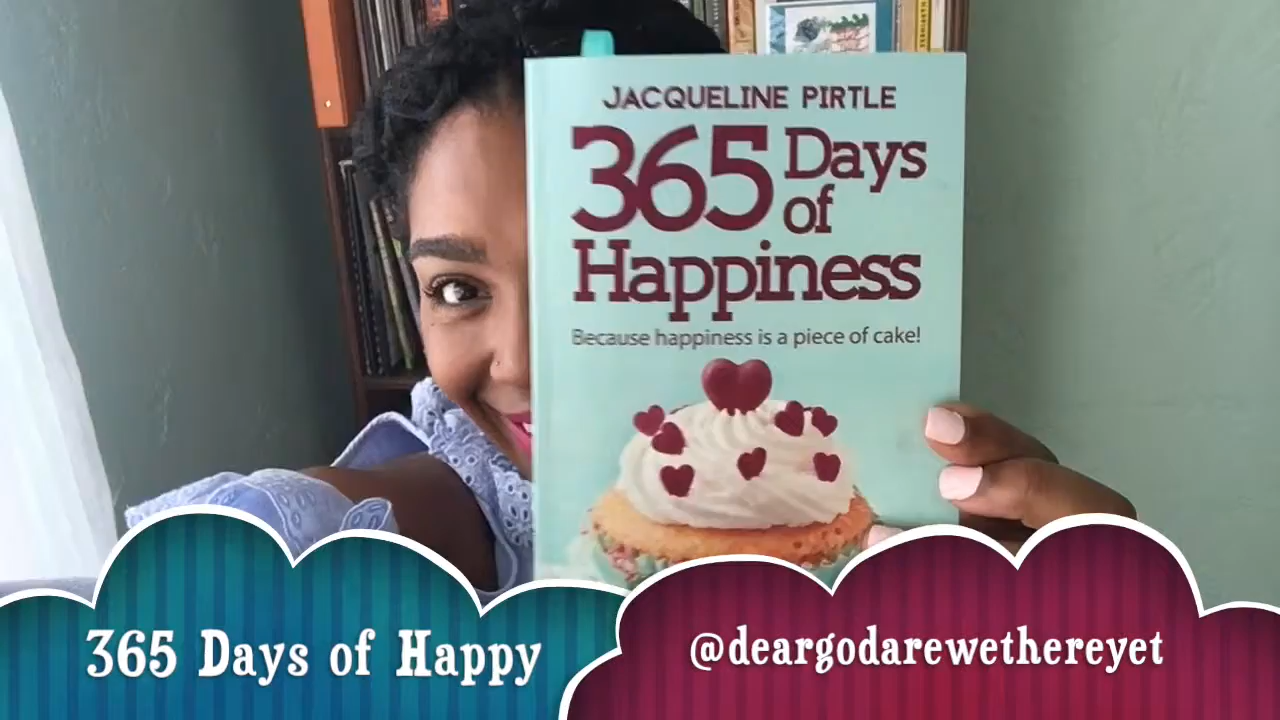 JACQUELINE PIRTLE
365 Days
of
Happiness
Because happiness is a piece of cake!
365 Days of Happy
@deargodarewethereyet